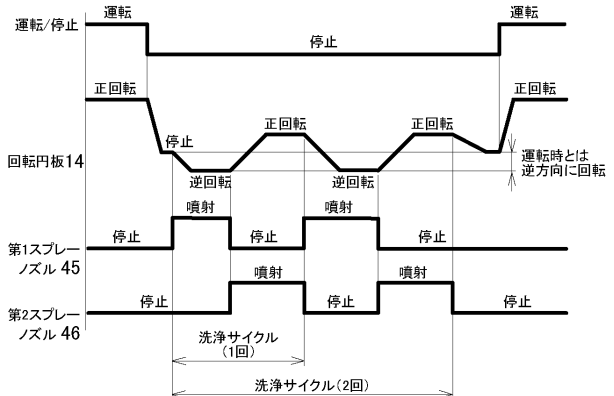 運転
運転
運転/停止
停止
正回転
正回転
停止
正回転
正回転
回転円板14
運転時とは
逆方向に回転
逆回転
逆回転
噴射
噴射
第1スプレー
ノズル 45
停止
停止
停止
噴射
噴射
第2スプレー
ノズル 46
停止
停止
停止
洗浄サイクル
(1回)
洗浄サイクル(2回)